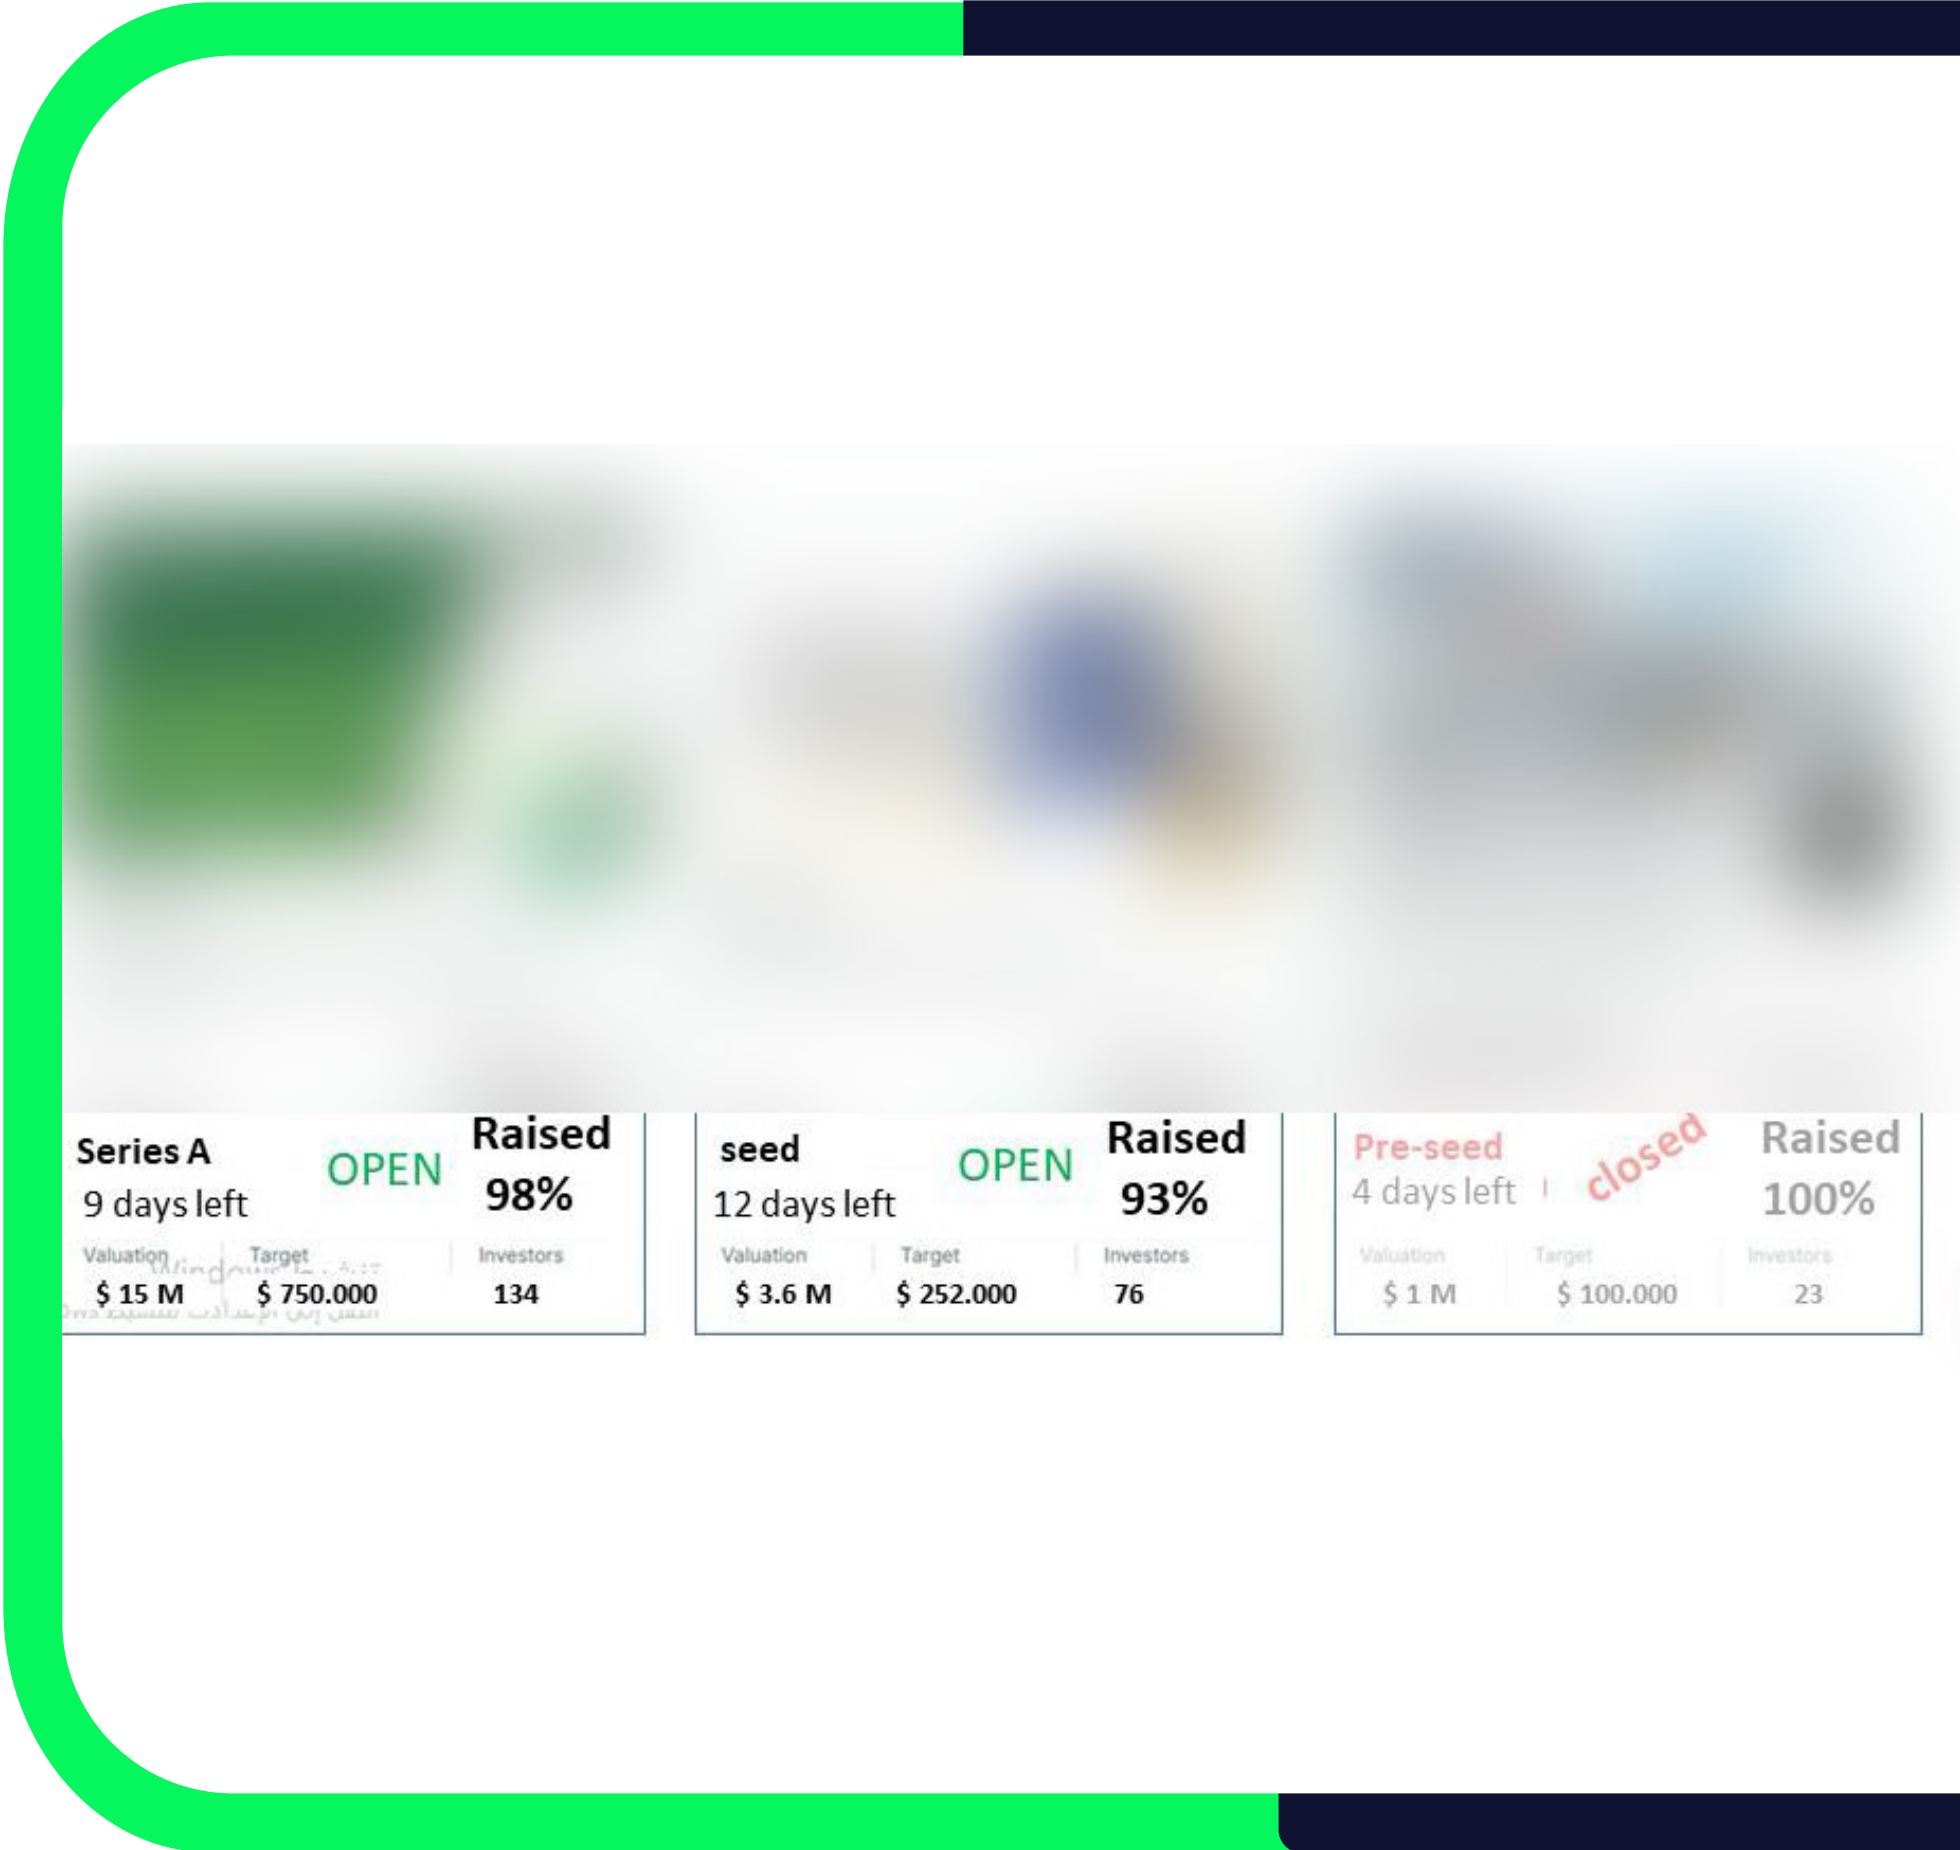 Series A
9 days left
OPEN
Raised
98%
Valuation
Target
Investors
$ 15 M
$ 750.000
134
seed
12 days left
OPEN
Raised
93%
Valuation
Target
Investors
$ 3.6 M
$ 252.000
76
Pre-seed
4 days left
closed
Raised
100%
Valuation
Target
Investors
$ 1 M
$ 100.000
23
Windows